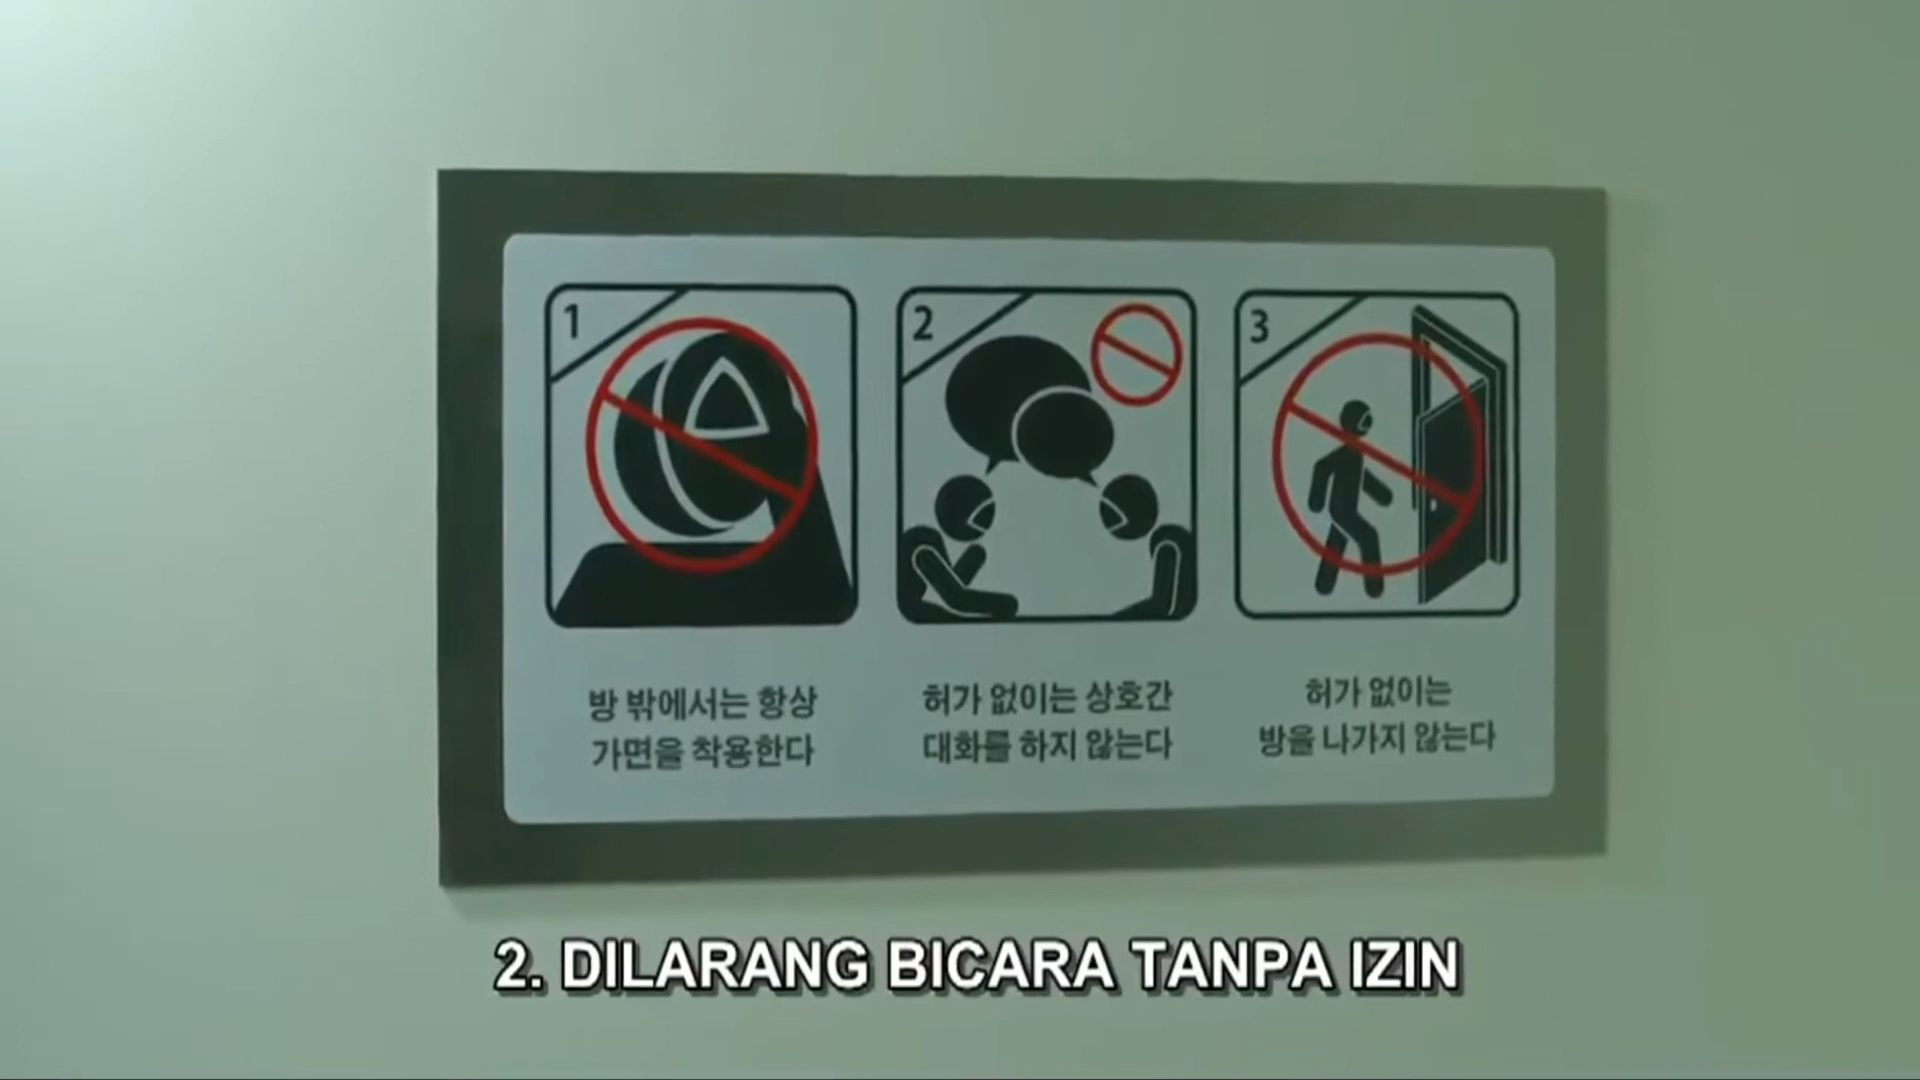 1
2
3
방 밖에서는 항상
가면을 착용한다
허가 없이는 상호간
대화를 하지 않는다
허가 없이는
방을 나가지 않는다
2. DILARANG BICARA TANPA IZIN